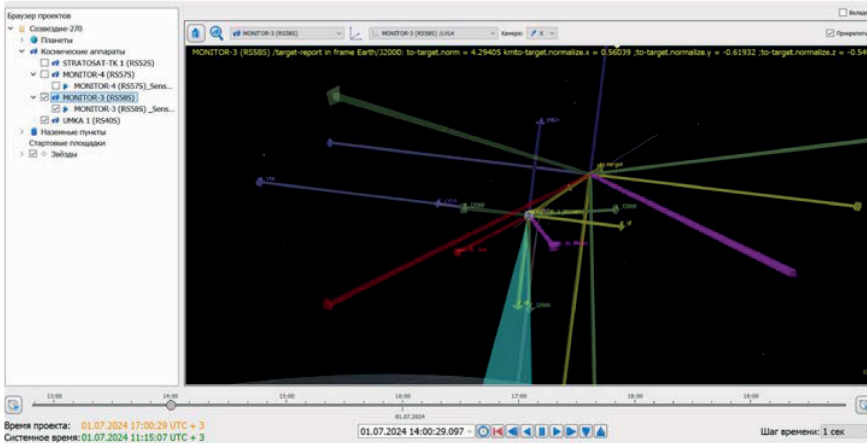 Браузер проектов
Созвездие-270
Планеты
Космические аппараты
STRATOSAT-TK 1 (RS52S)
MONITOR-4 (RS57S)
MONITOR-4 (RS57S)_Sens...
MONITOR-3 (RS58S)
MONITOR-3 (RS58S) _Sens...
UMKA 1 (RS40S)
Наземные пункты
Стартовые площадки
Звёзды
MONITOR-3 (RS58S)
MONITOR-3 (RS58S) /LVLH
Камера:
X
Вклад
Прикрепить
MONITOR-3 (RS58S) /target-report in frame Earth/J2000: to-target.norm = 4.29405 kmto-target.normalize.x = 0.56039 ;to-target.normalize.y = -0.61932 ;to-target.normalize.z = -0.54
to-target
LVLH
J2000
J2000
J2000
13:00
14:00
15:00
16:00
17:00
18:00
19:00
01.07.2024
Время проекта: 01.07.2024 17:00:29 UTC + 3
Системное время: 01.07.2024 11:15:07 UTC + 3
01.07.2024 14:00:29.097
Шаг времени: 1 сек